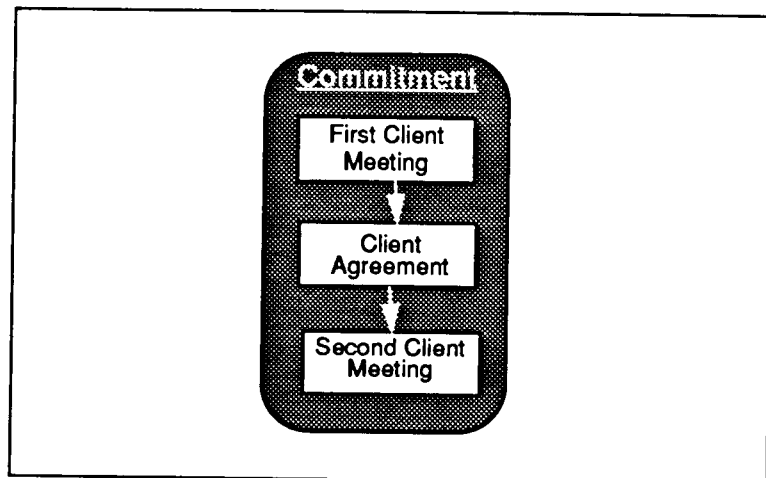 Commitment
First Client
Meeting
Client
Agreement
Second Client
Meeting